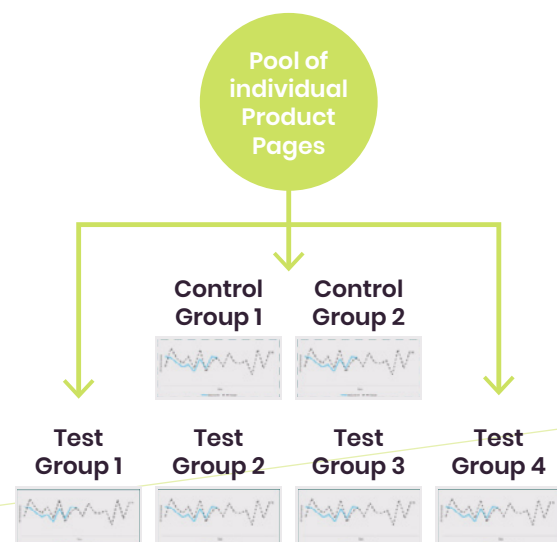 Pool of
individual
Product
Pages
Control
Group 1
Control
Group 2
Test
Group 1
Test
Group 2
Test
Group 3
Test
Group 4